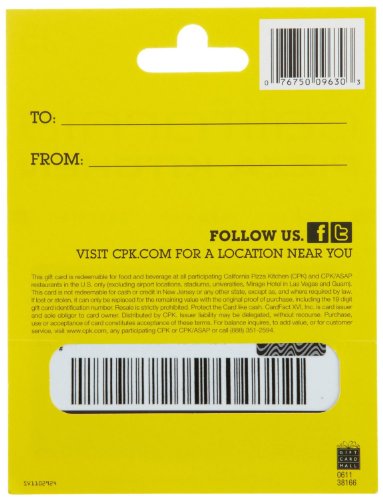 0 76750 09630 3
TO:
FROM:
FOLLOW US. f t
VISIT CPK.COM FOR A LOCATION NEAR YOU
This gift card is redeemable for food and beverage at all participating California Pizza Kitchen (CPK) and CPK/ASAP
restaurants in the U.S. only (excluding airport locations, stadiums, universities, Mirage Hotel in Las Vegas and Guam).
This card is not redeemable for cash or credit in New Jersey or any other state, except as, and where required by law.
If lost or stolen, it can only be replaced for the remaining value with the original proof of purchase, including the 19 digit
gift card identification number. Resale is strictly prohibited. Protect the Card like cash. CardFact XVI, Inc. is card issuer
and sole obligor to card owner. Distributed by CPK. Issuer liability may be delegated, without recourse. Purchase,
use or acceptance of card constitutes acceptance of these terms. For balance inquires, to add value, or for customer
service, visit www.cpk.com, any participating CPK or CPK/ASAP or call (888) 351-2594.
GIFT
CARD
MALL
0611
38166
2V1102924